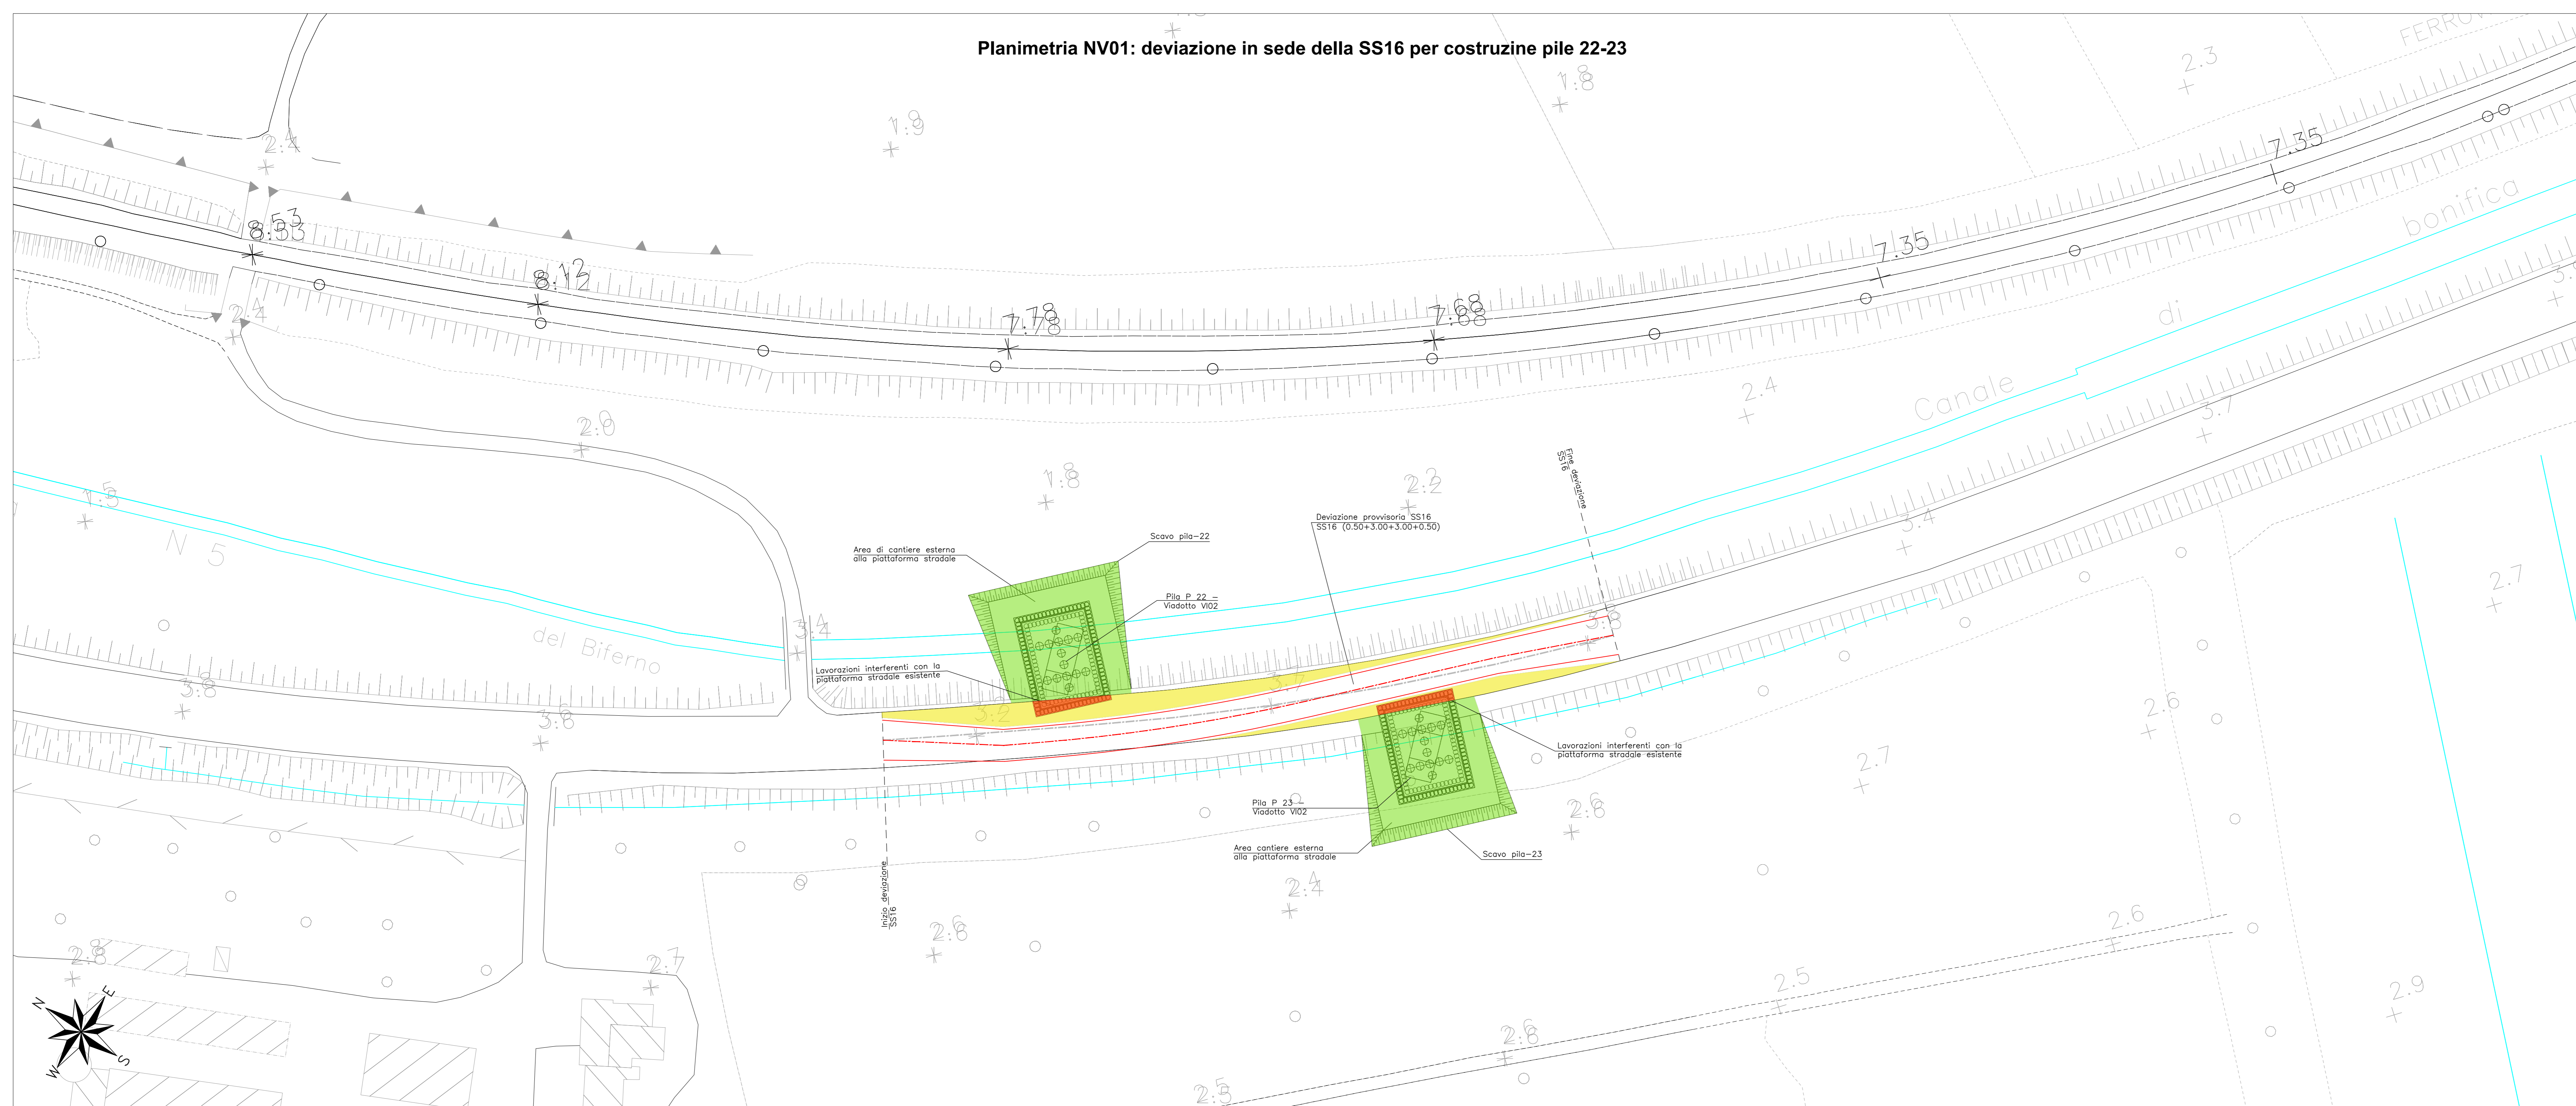 Planimetria NV01: deviazione in sede della SS16 per costruzine pile 22-23
2.3
1.8
1.9
2.4
7.35
8.53
bonifica
2.4
7.35
8.12
7.78
7.68
di
2.4
Canale
3.7
2.0
1.8
2.2
Fine deviazione
SS16
1.5
N 5
3.4
Deviazione provvisoria SS16
SS16 (0.50+3.00+3.00+0.50)
Scavo pila-22
Area di cantiere esterna
alla piattaforma stradale
2.7
Pila P 22 -
Viadotto VI02
3.4
3.8
del Biferno
Lavorazioni interferenti con la
piattaforma stradale esistente
3.8
3.2
3.6
2.6
Lavorazioni interferenti con la
piattaforma stradale esistente
2.7
Pila P 23 -
Viadotto VI02
2.6
Area cantiere esterna
alla piattaforma stradale
Scavo pila-23
2.4
Inizio deviazione
SS16
2.6
2.6
2.8
2.7
2.5
2.9
2.6
2.5
N
E
S
W